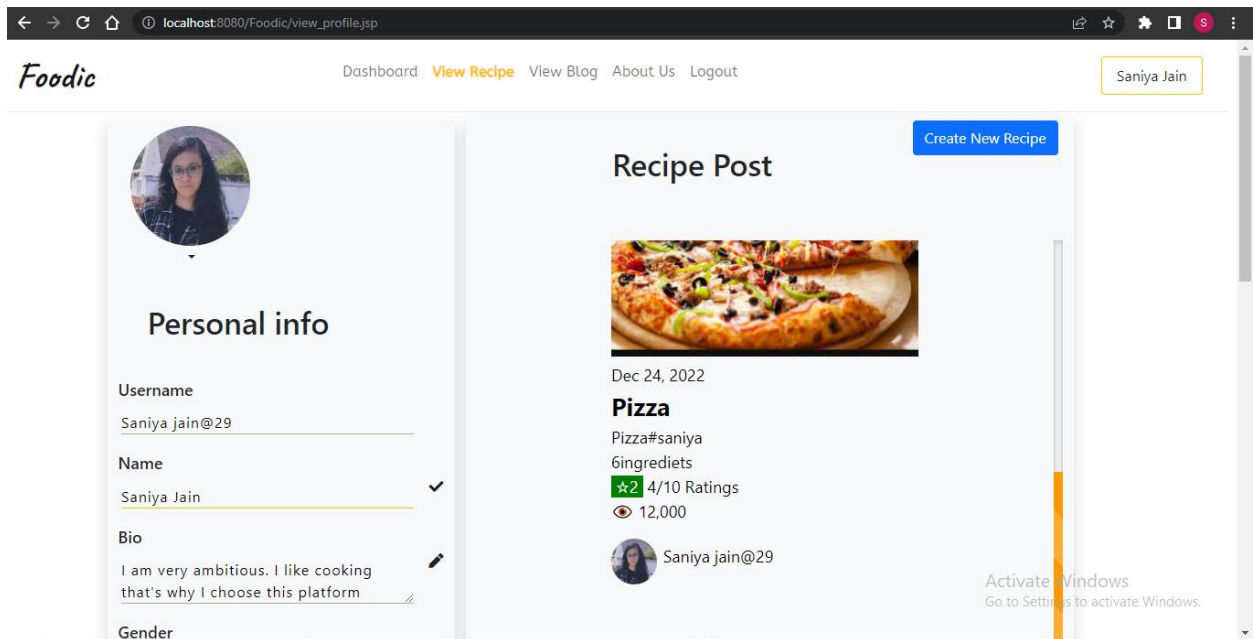 localhost:8080/Foodic/view_profile.jsp
S
Foodic
Dashboard View Recipe View Blog About Us Logout
Saniya Jain
Personal info
Username
Saniya jain@29
Name
Saniya Jain
Bio
I am very ambitious. I like cooking
that's why I choose this platform
Gender
Create New Recipe
Recipe Post
Dec 24, 2022
Pizza
Pizza#saniya
6ingrediets
☆2 4/10 Ratings
12,000
Saniya jain@29
Activate Windows
Go to Settings to activate Windows.